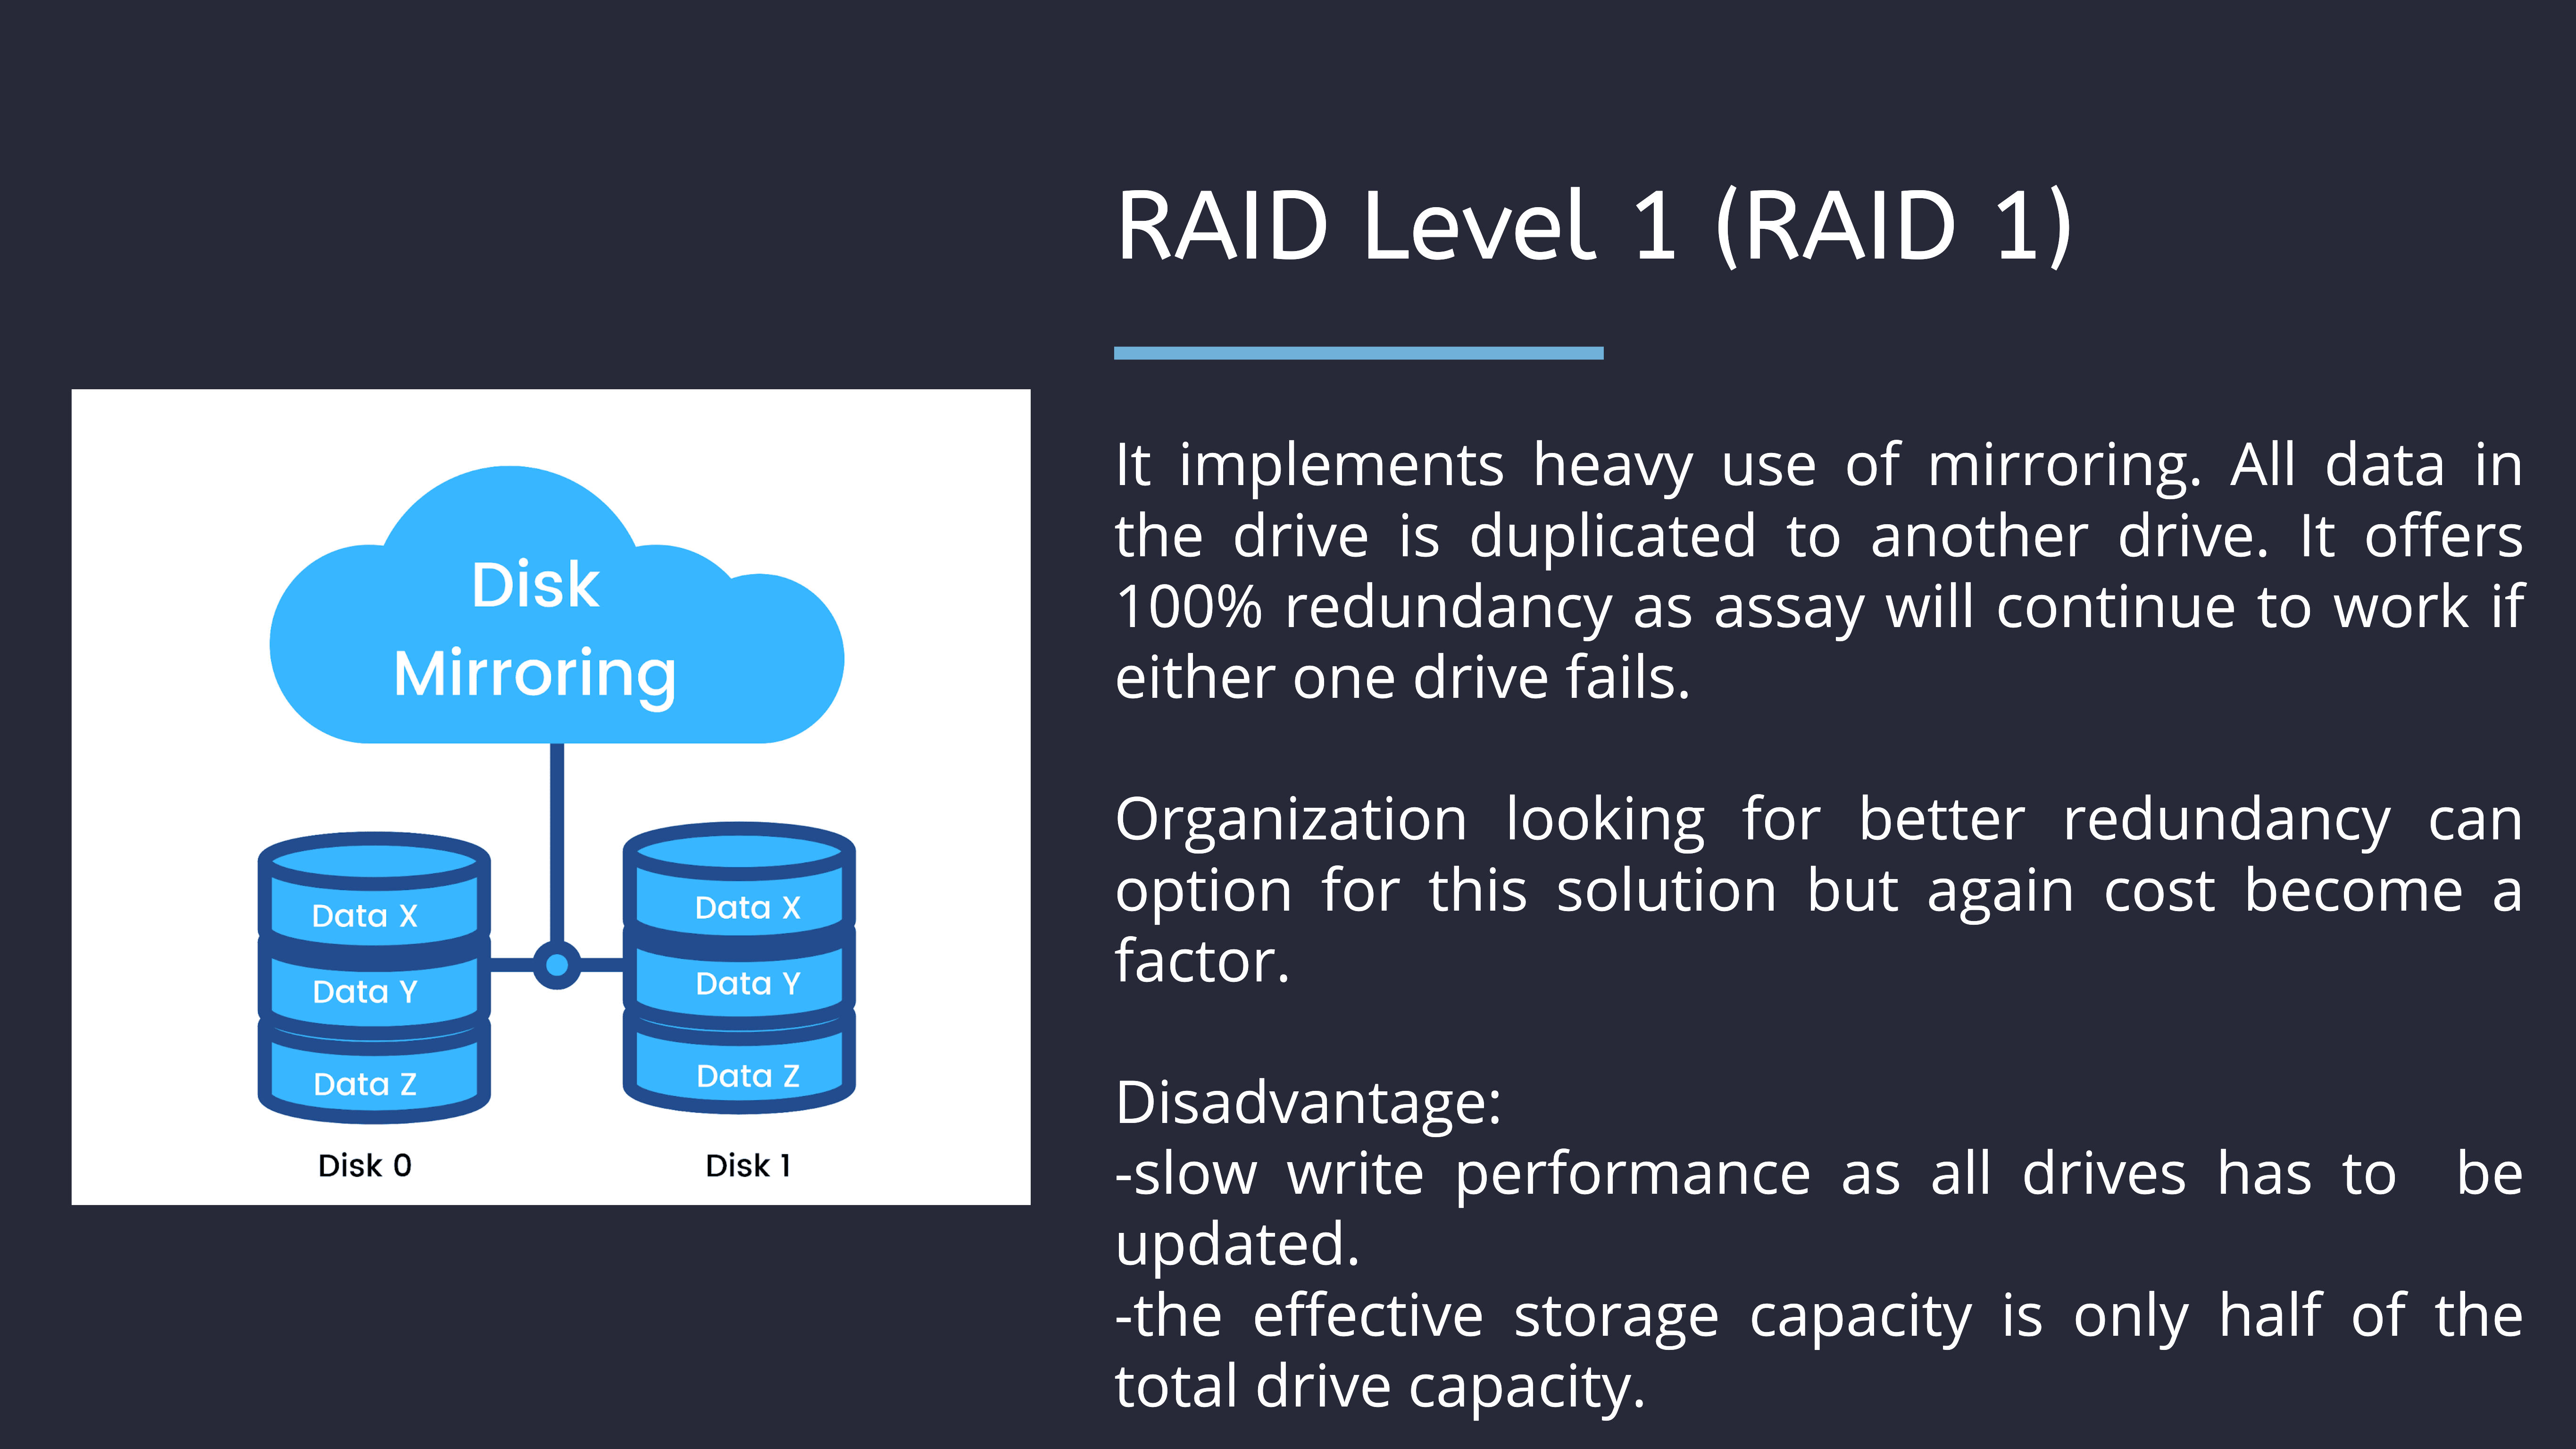 RAID Level 1 (RAID 1)
Disk
Mirroring
Data X
Data Y
Data Z
Disk 0
Data X
Data Y
Data Z
Disk 1
It implements heavy use of mirroring. All data in
the drive is duplicated to another drive. It offers
100% redundancy as assay will continue to work if
either one drive fails.
Organization looking for better redundancy can
option for this solution but again cost become a
factor.
Disadvantage:
-slow write performance as all drives has to  be
updated.
-the effective storage capacity is only half of the
total drive capacity.